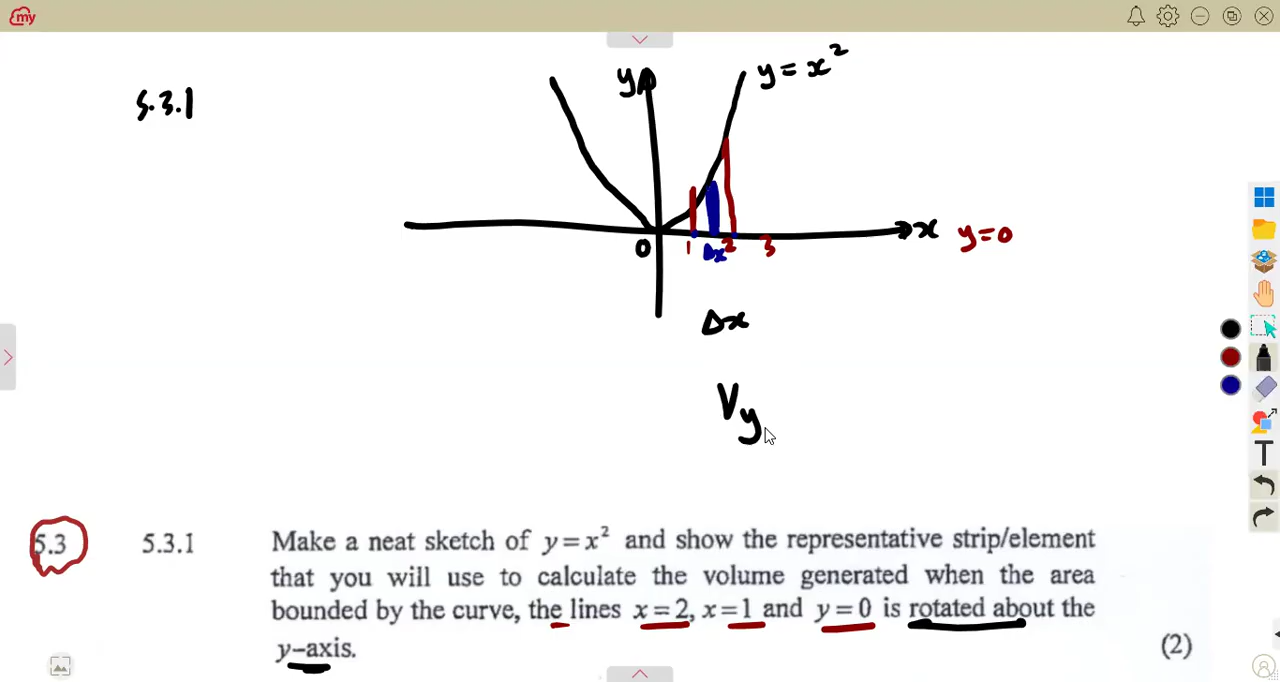 my
y
y = x²
5.3.1
x
y=0
0
1
Δx
2
3
Δx
Vy
5.3
5.3.1
Make a neat sketch of y = x² and show the representative strip/element
that you will use to calculate the volume generated when the area
bounded by the curve, the lines x = 2, x = 1 and y = 0 is rotated about the
y-axis.
(2)
T